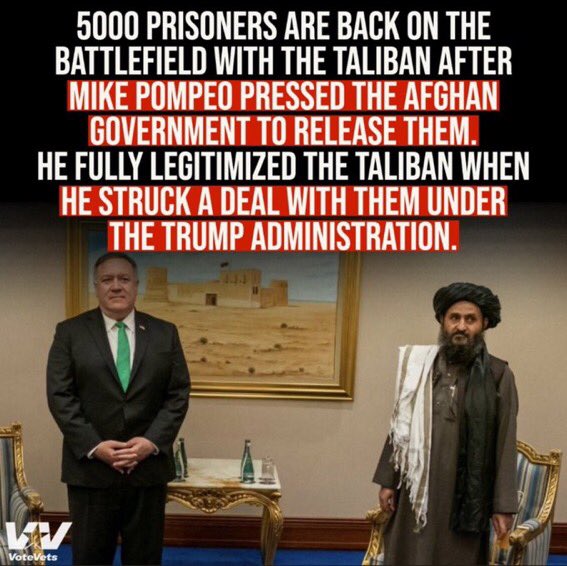 5000 PRISONERS ARE BACK ON THE
BATTLEFIELD WITH THE TALIBAN AFTER
MIKE POMPEO PRESSED THE AFGHAN
GOVERNMENT TO RELEASE THEM.
HE FULLY LEGITIMIZED THE TALIBAN WHEN
HE STRUCK A DEAL WITH THEM UNDER
THE TRUMP ADMINISTRATION.
VV
VoteVets